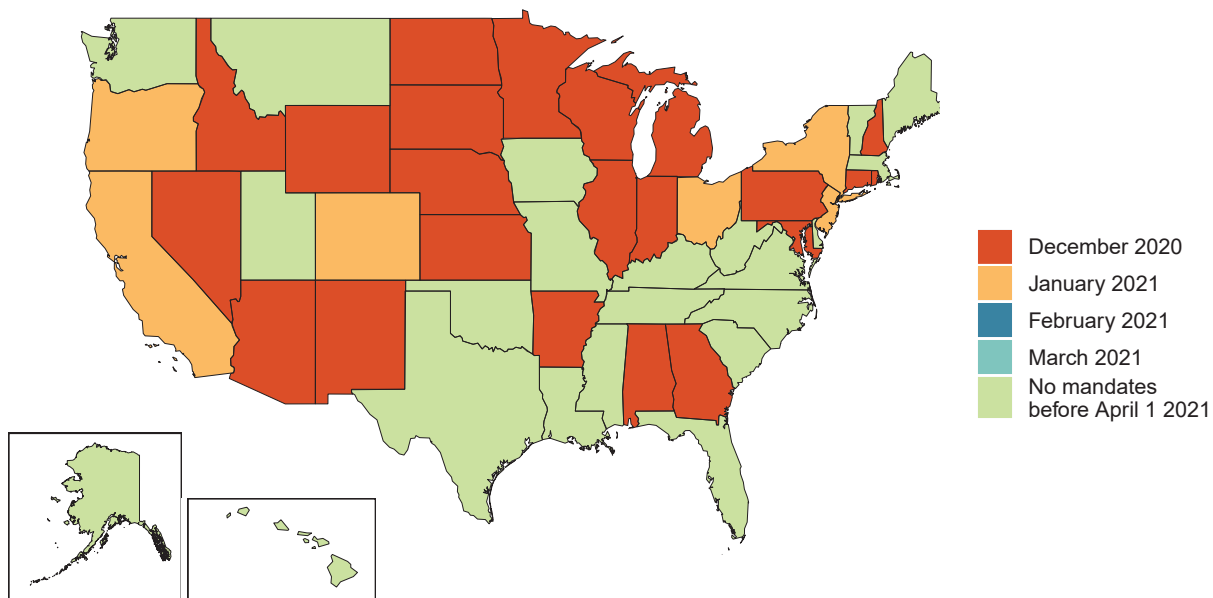 December 2020
January 2021
February 2021
March 2021
No mandates
before April 1 2021